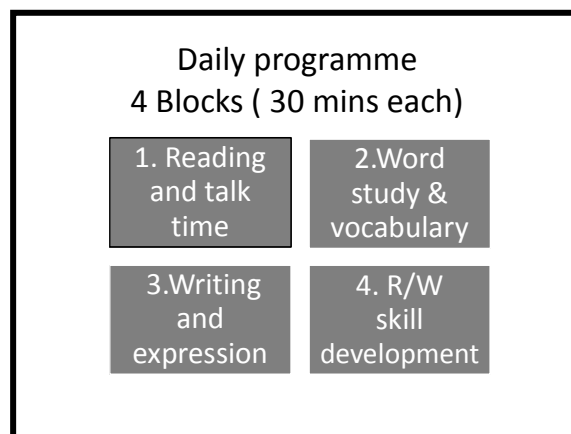 Daily programme
4 Blocks ( 30 mins each)
1. Reading
and talk
time
2.Word
study &
vocabulary
3.Writing
and
expression
4. R/W
skill
development